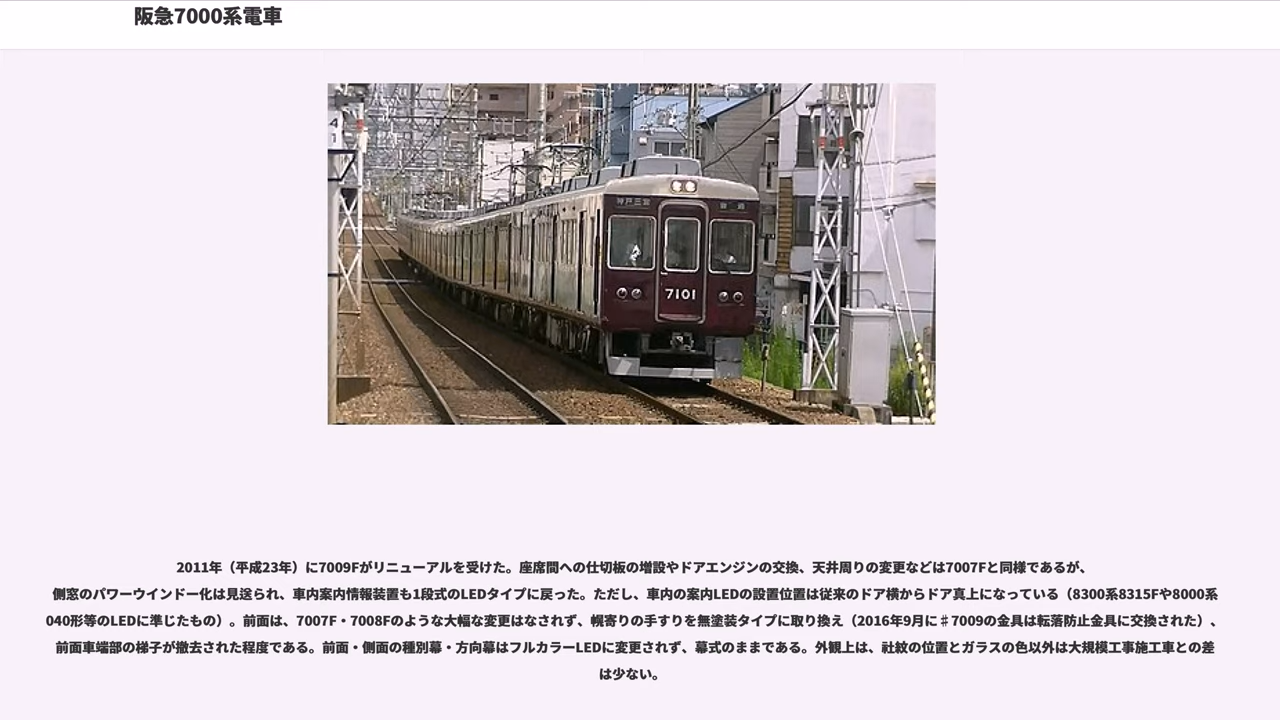 阪急7000系電車
神戸三宮
7101
2011年（平成23年）に7009Fがリニューアルを受けた。座席間への仕切板の増設やドアエンジンの交換、天井周りの変更などは7007Fと同様であるが、
側窓のパワーウインドー化は見送られ、車内案内情報装置も1段式のLEDタイプに戻った。ただし、車内の案内LEDの設置位置は従来のドア横からドア真上になっている（8300系8315Fや8000系
040形等のLEDに準じたもの）。前面は、7007F・7008Fのような大幅な変更はなされず、幌寄りの手すりを無塗装タイプに取り換え（2016年9月に♯7009の金具は転落防止金具に交換された）、
前面車端部の梯子が撤去された程度である。前面・側面の種別幕・方向幕はフルカラーLEDに変更されず、幕式のままである。外観上は、社紋の位置とガラスの色以外は大規模工事施工車との差
は少ない。